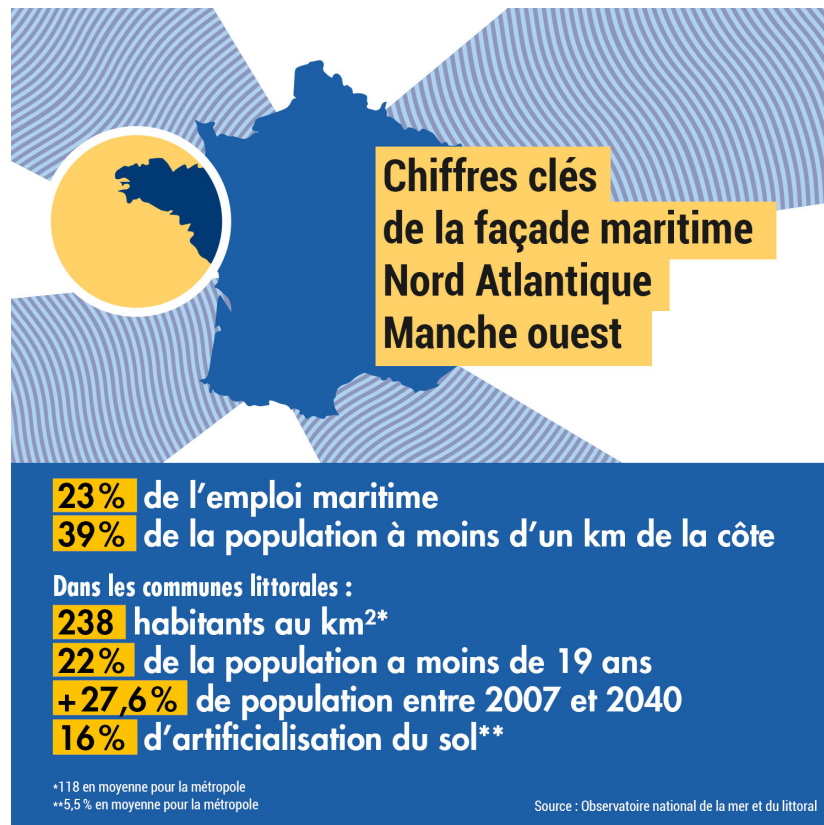 Chiffres clés
de la façade maritime
Nord Atlantique
Manche ouest
23% de l’emploi maritime
39% de la population à moins d’un km de la côte
Dans les communes littorales :
238 habitants au km²*
22% de la population a moins de 19 ans
+27,6% de population entre 2007 et 2040
16% d’artificialisation du sol**
*118 en moyenne pour la métropole
**5,5 % en moyenne pour la métropole
Source : Observatoire national de la mer et du littoral